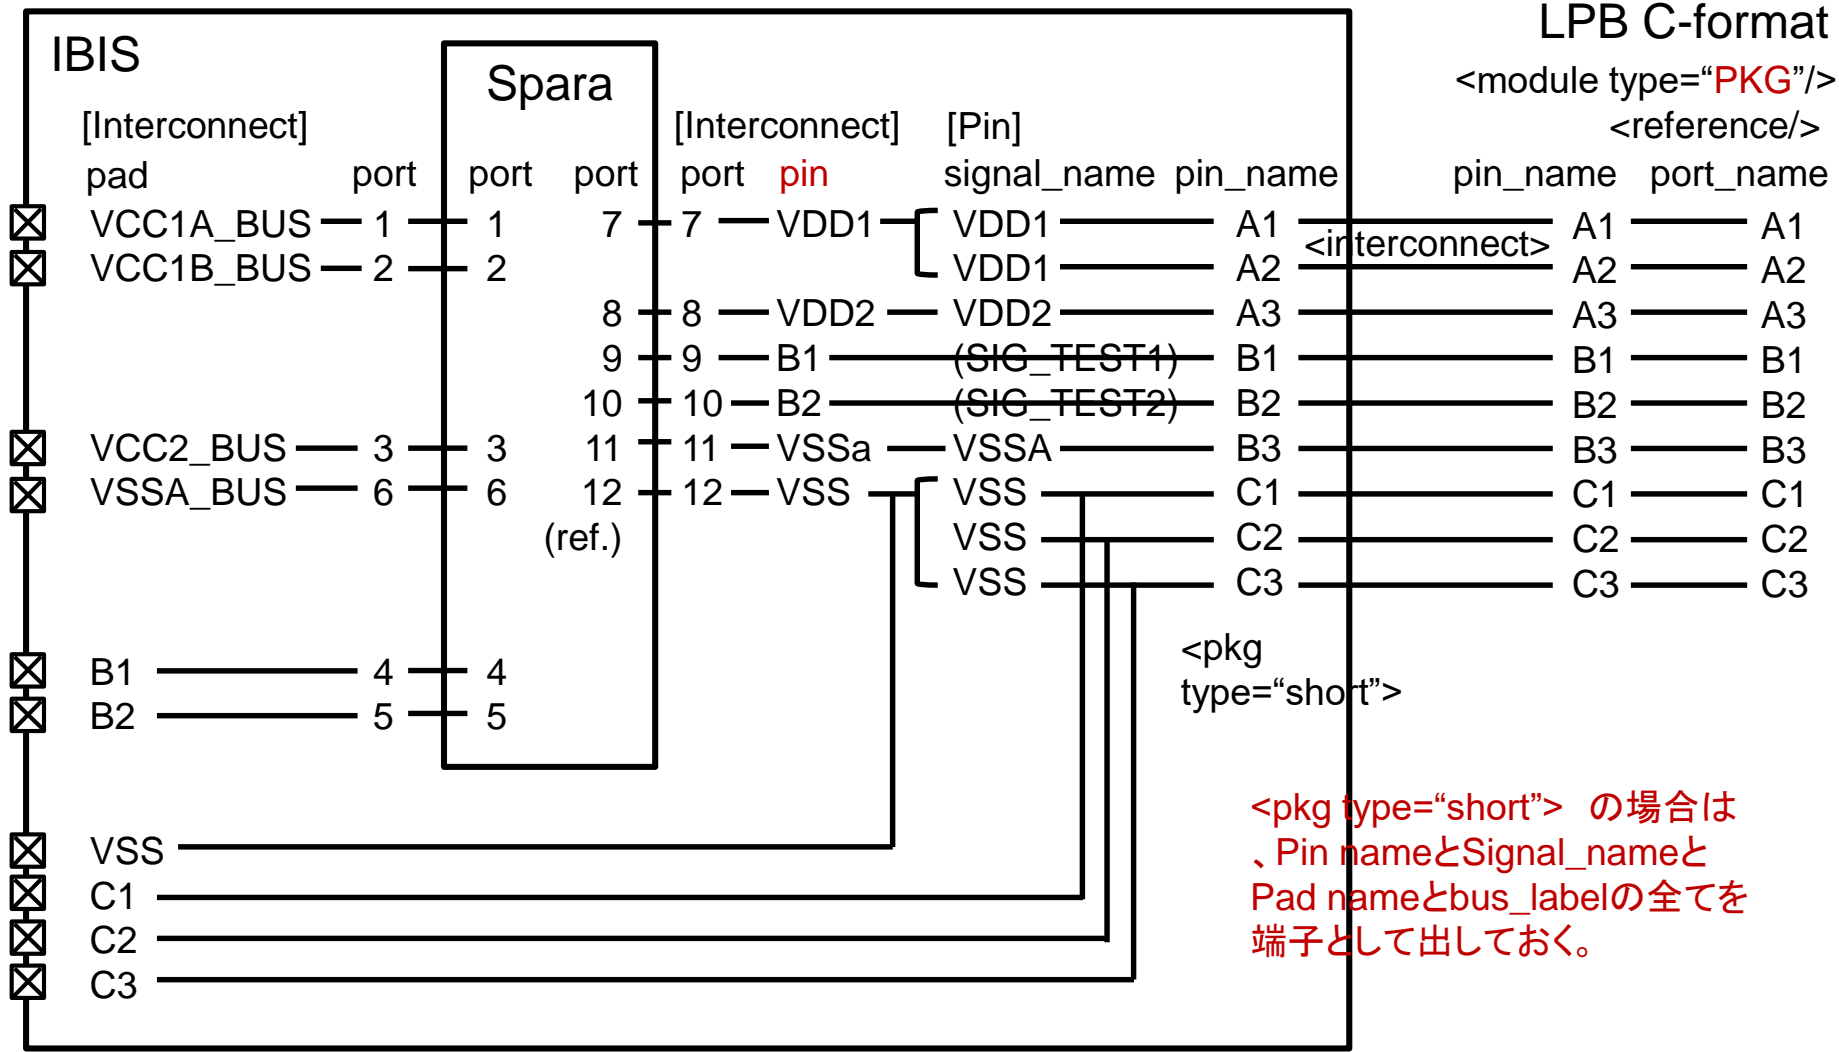 LPB C-format
IBIS
Spara
<module type=“PKG”/>
[Interconnect] [Interconnect] [Pin] <reference/>
pad port port port port pin signal_name pin_name pin_name port_name
VCC1A_BUS 1 1 7 7 VDD1 VDD1 A1 A1 A1
<interconnect>
VCC1B_BUS 2 2 VDD1 A2 A2 A2
8 8 VDD2 VDD2 A3 A3 A3
9 9 B1 (SIG_TEST1) B1 B1 B1
10 10 B2 (SIG_TEST2) B2 B2 B2
VCC2_BUS 3 3 11 11 VSSa VSSA B3 B3 B3
VSSA_BUS 6 6 12 12 VSS VSS C1 C1 C1
(ref.) VSS C2 C2 C2
VSS C3 C3 C3
<pkg
type=“short”>
B1 4 4
B2 5 5
<pkg type=“short”> の場合は
、Pin nameとSignal_nameと
Pad nameとbus_labelの全てを
端子として出しておく。
VSS
C1
C2
C3